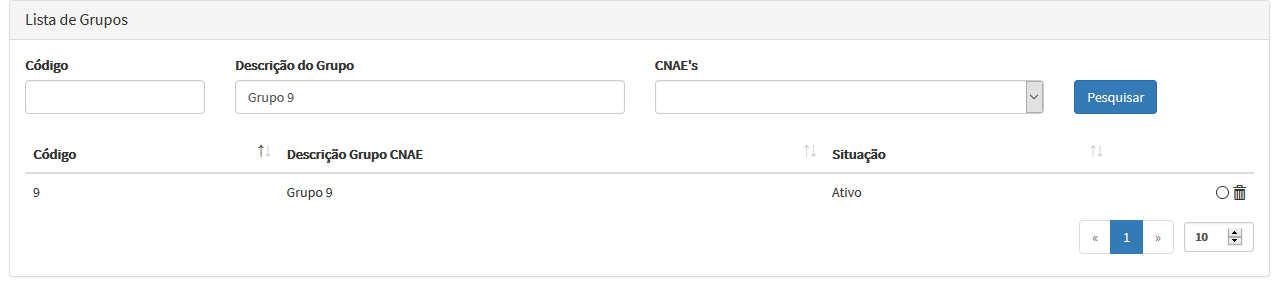 Lista de Grupos
Código Descrição do Grupo CNAE's
Grupo 9 Pesquisar
Código Descrição Grupo CNAE Situação
9 Grupo 9 Ativo
« 1 » 10